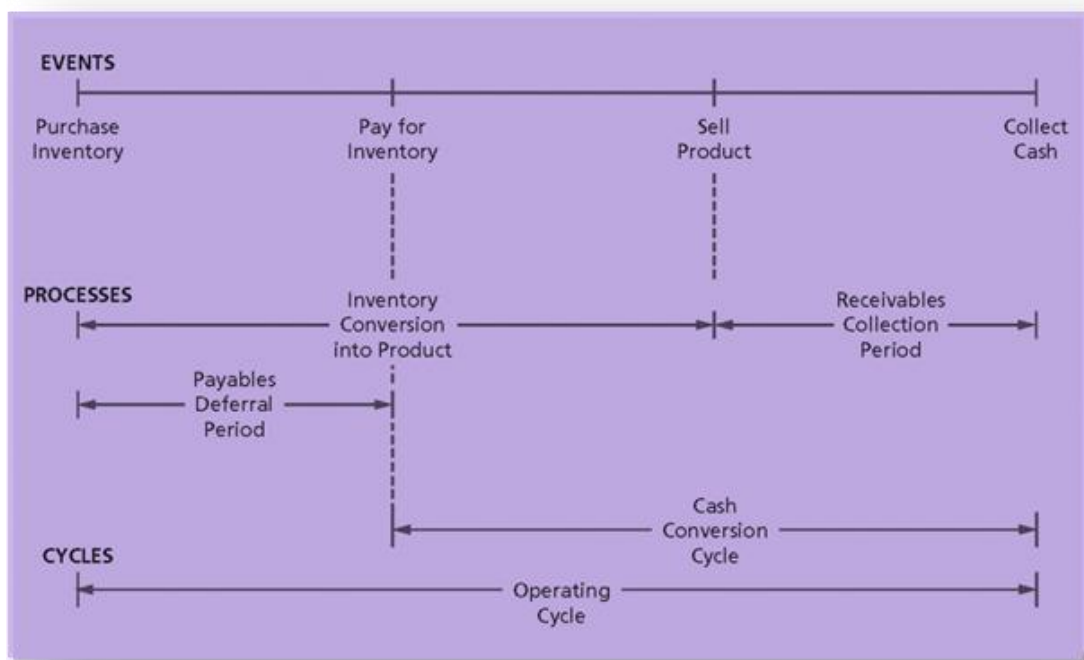 EVENTS
Purchase
Inventory
Pay for
Inventory
Sell
Product
Collect
Cash
PROCESSES
Inventory
Conversion
into Product
Receivables
Collection
Period
Payables
Deferral
Period
Cash
Conversion
Cycle
CYCLES
Operating
Cycle